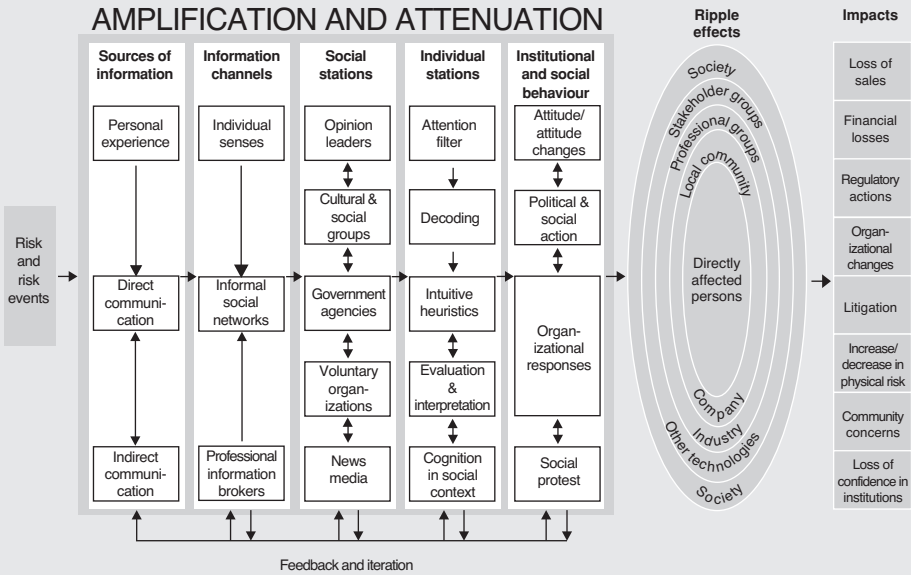 AMPLIFICATION AND ATTENUATION
Ripple
effects
Impacts
Sources of
information
Information
channels
Social
stations
Individual
stations
Institutional
and social
behaviour
Risk
and
risk
events
Personal
experience
Direct
communi-
cation
Indirect
communi-
cation
Individual
senses
Informal
social
networks
Professional
information
brokers
Opinion
leaders
Cultural &
social
groups
Government
agencies
Voluntary
organ-
izations
News
media
Attention
filter
Decoding
Intuitive
heuristics
Evaluation
&
interpretation
Cognition
in social
context
Attitude/
attitude
changes
Political &
social
action
Organ-
izational
responses
Social
protest
Society
Stakeholder groups
Professional groups
Local community
Directly
affected
persons
Company
Industry
Other technologies
Society
Loss of
sales
Financial
losses
Regulatory
actions
Organ-
izational
changes
Litigation
Increase/
decrease in
physical risk
Community
concerns
Loss of
confidence in
institutions
Feedback and iteration